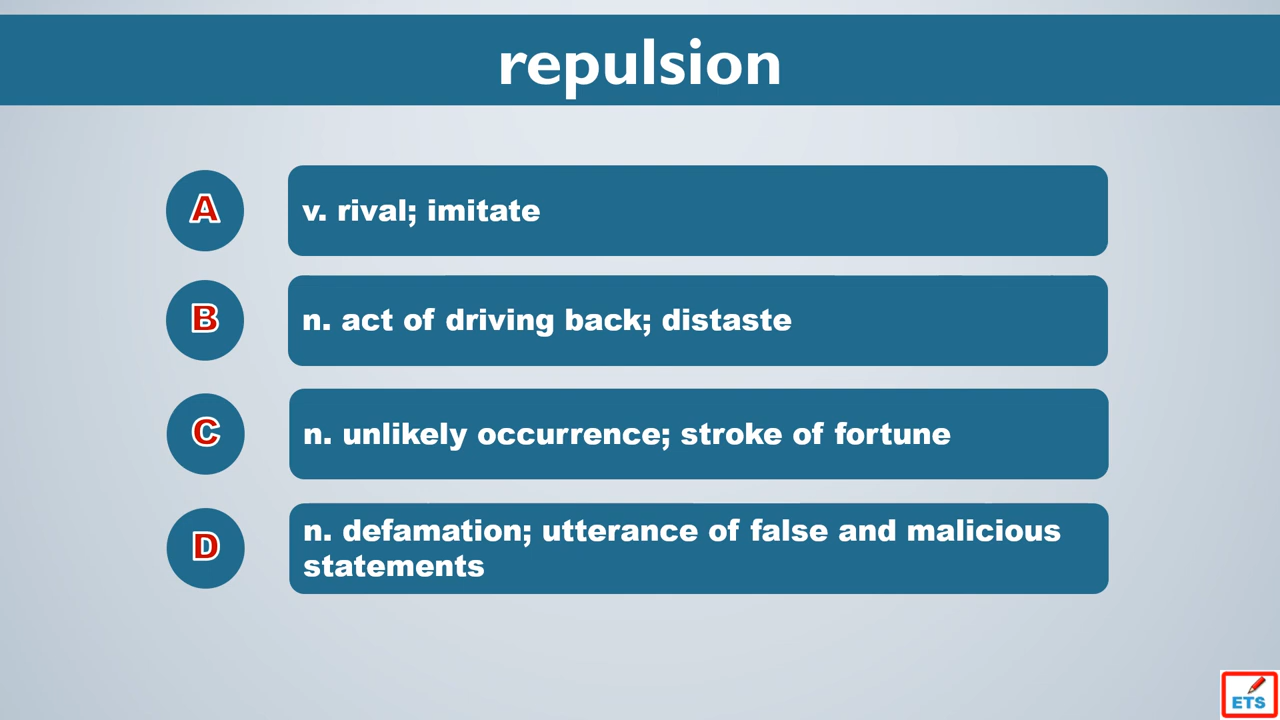 repulsion
A
v. rival; imitate
B
n. act of driving back; distaste
C
n. unlikely occurrence; stroke of fortune
D
n. defamation; utterance of false and malicious
statements
ETS